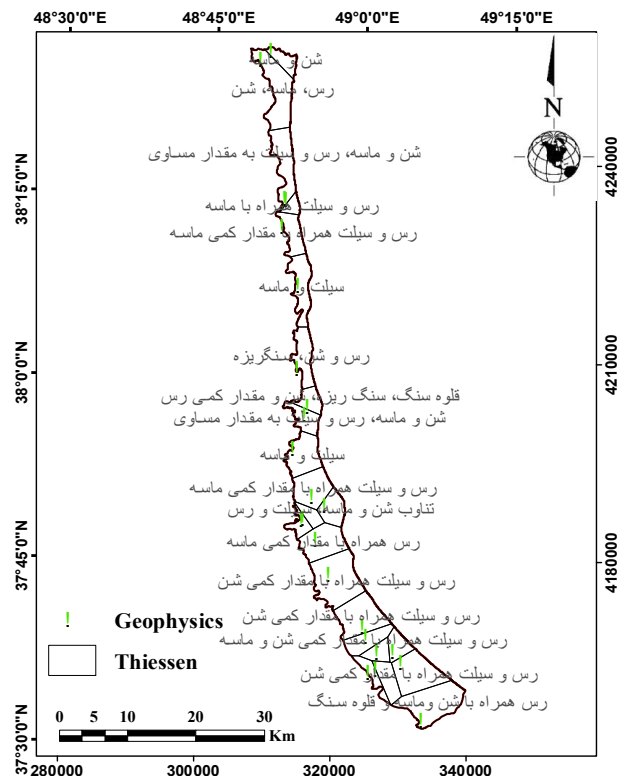 48°30'0"E
48°45'0"E
49°0'0"E
49°15'0"E
شن و ماسه
رس، ماسه، شن
N
شن و ماسه، رس و سیلت به مقدار مساوی
4240000
38°15'0"N
رس و سیلت همراه با ماسه
رس و سیلت همراه با مقدار کمی ماسه
سیلت و ماسه
رس و شن، سنگریزه
38°0'0"N
4210000
قلوه سنگ، سنگ ریزه، شن و مقدار کمی رس
شن و ماسه، رس و سیلت به مقدار مساوی
سیلت و ماسه
رس و سیلت همراه با مقدار کمی ماسه
تناوب شن و ماسه، سیلت و رس
رس همراه با مقدار کمی ماسه
37°45'0"N
4180000
رس و سیلت همراه با مقدار کمی شن
رس و سیلت همراه با مقدار کمی شن
Geophysics
رس و سیلت همراه با مقدار کمی شن و ماسه
Thiessen
رس و سیلت همراه با مقدار کمی شن
رس همراه با شن وماسه و قلوه سنگ
0 5 10 20 30
Km
37°30'0"N
280000
300000
320000
340000